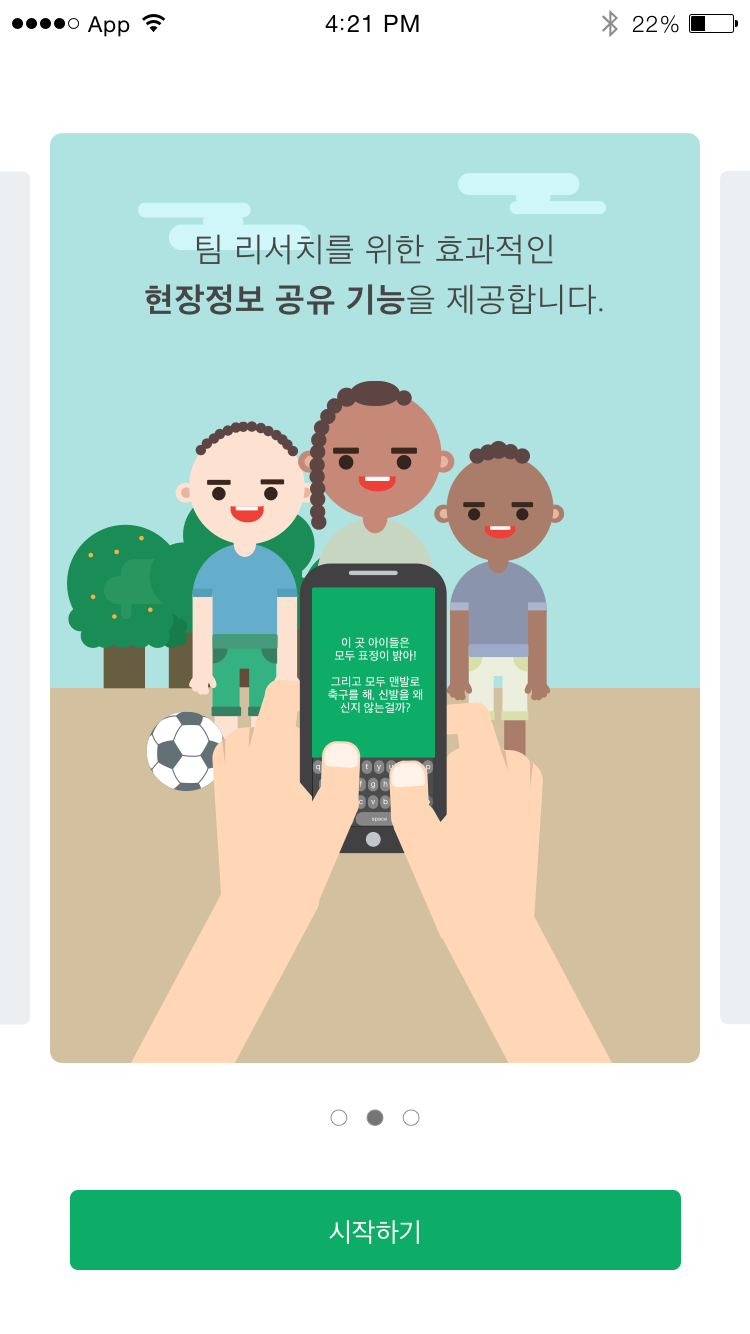 App 4:21 PM 22%
팀 리서치를 위한 효과적인
현장정보 공유 기능을 제공합니다.
이 곳 아이들은
모두 표정이 밝아!
그리고 모두 맨발로
축구를 해, 신발을 왜
신지 않는걸까?
q t y u p
f g h
c v b
space
시작하기